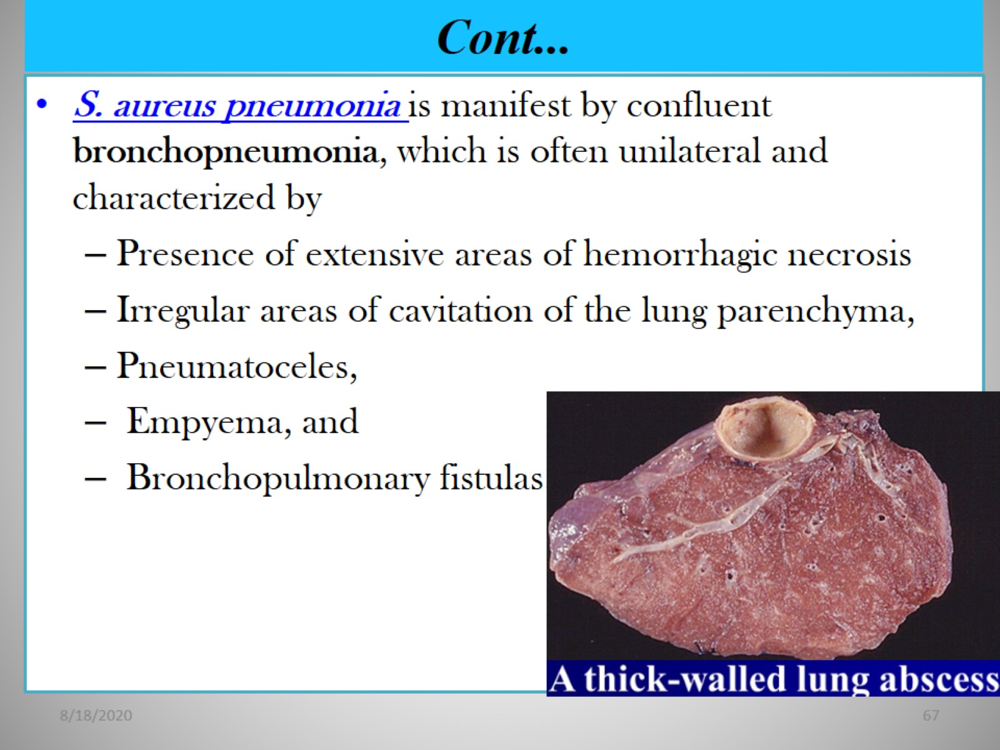 Cont...
• S. aureus pneumonia is manifest by confluent
bronchopneumonia, which is often unilateral and
characterized by
– Presence of extensive areas of hemorrhagic necrosis
– Irregular areas of cavitation of the lung parenchyma,
– Pneumatoceles,
– Empyema, and
– Bronchopulmonary fistulas
A thick-walled lung abscess
8/18/2020
67